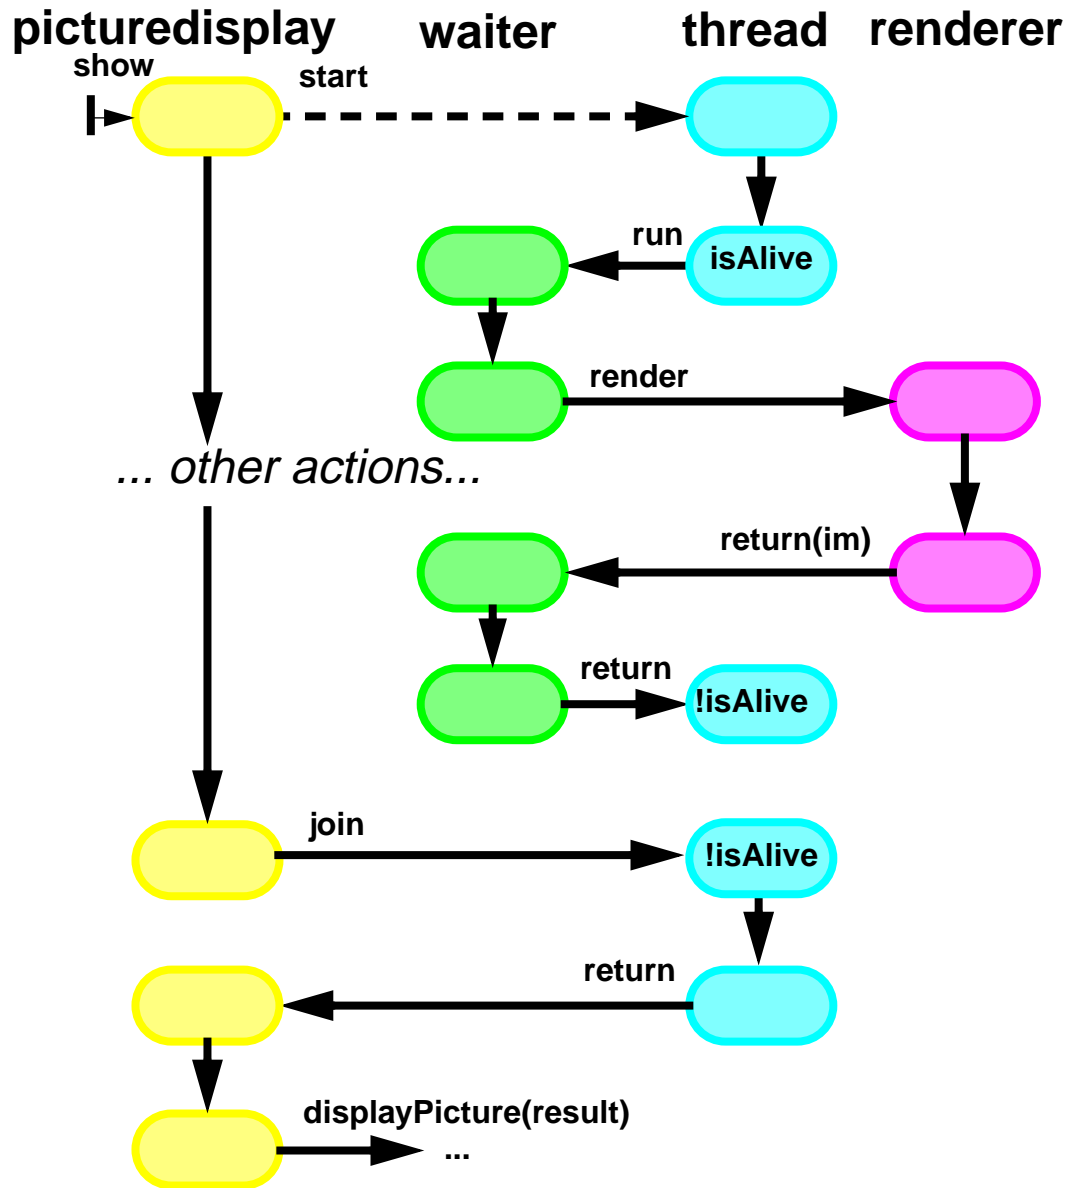 picturedisplay waiter thread renderer
show
start
run
isAlive
render
... other actions...
return(im)
return
!isAlive
join
!isAlive
return
displayPicture(result)
...